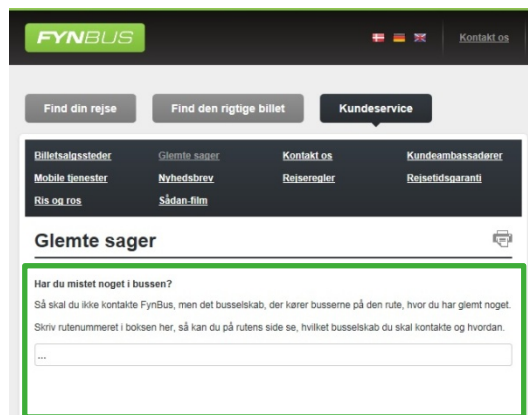 FYNBUS
Kontakt os
Find din rejse
Find den rigtige billet
Kundeservice
Billetsalgssteder
Glemte sager
Kontakt os
Kundeambassadører
Mobile tjenester
Nyhedsbrev
Rejseregler
Rejsetidsgaranti
Ris og ros
Sådan-film
Glemte sager
Har du mistet noget i bussen?
Så skal du ikke kontakte FynBus, men det busselskab, der kører busserne på den rute, hvor du har glemt noget.
Skriv rutenummeret i boksen her, så kan du på rutens side se, hvilket busselskab du skal kontakte og hvordan.
...